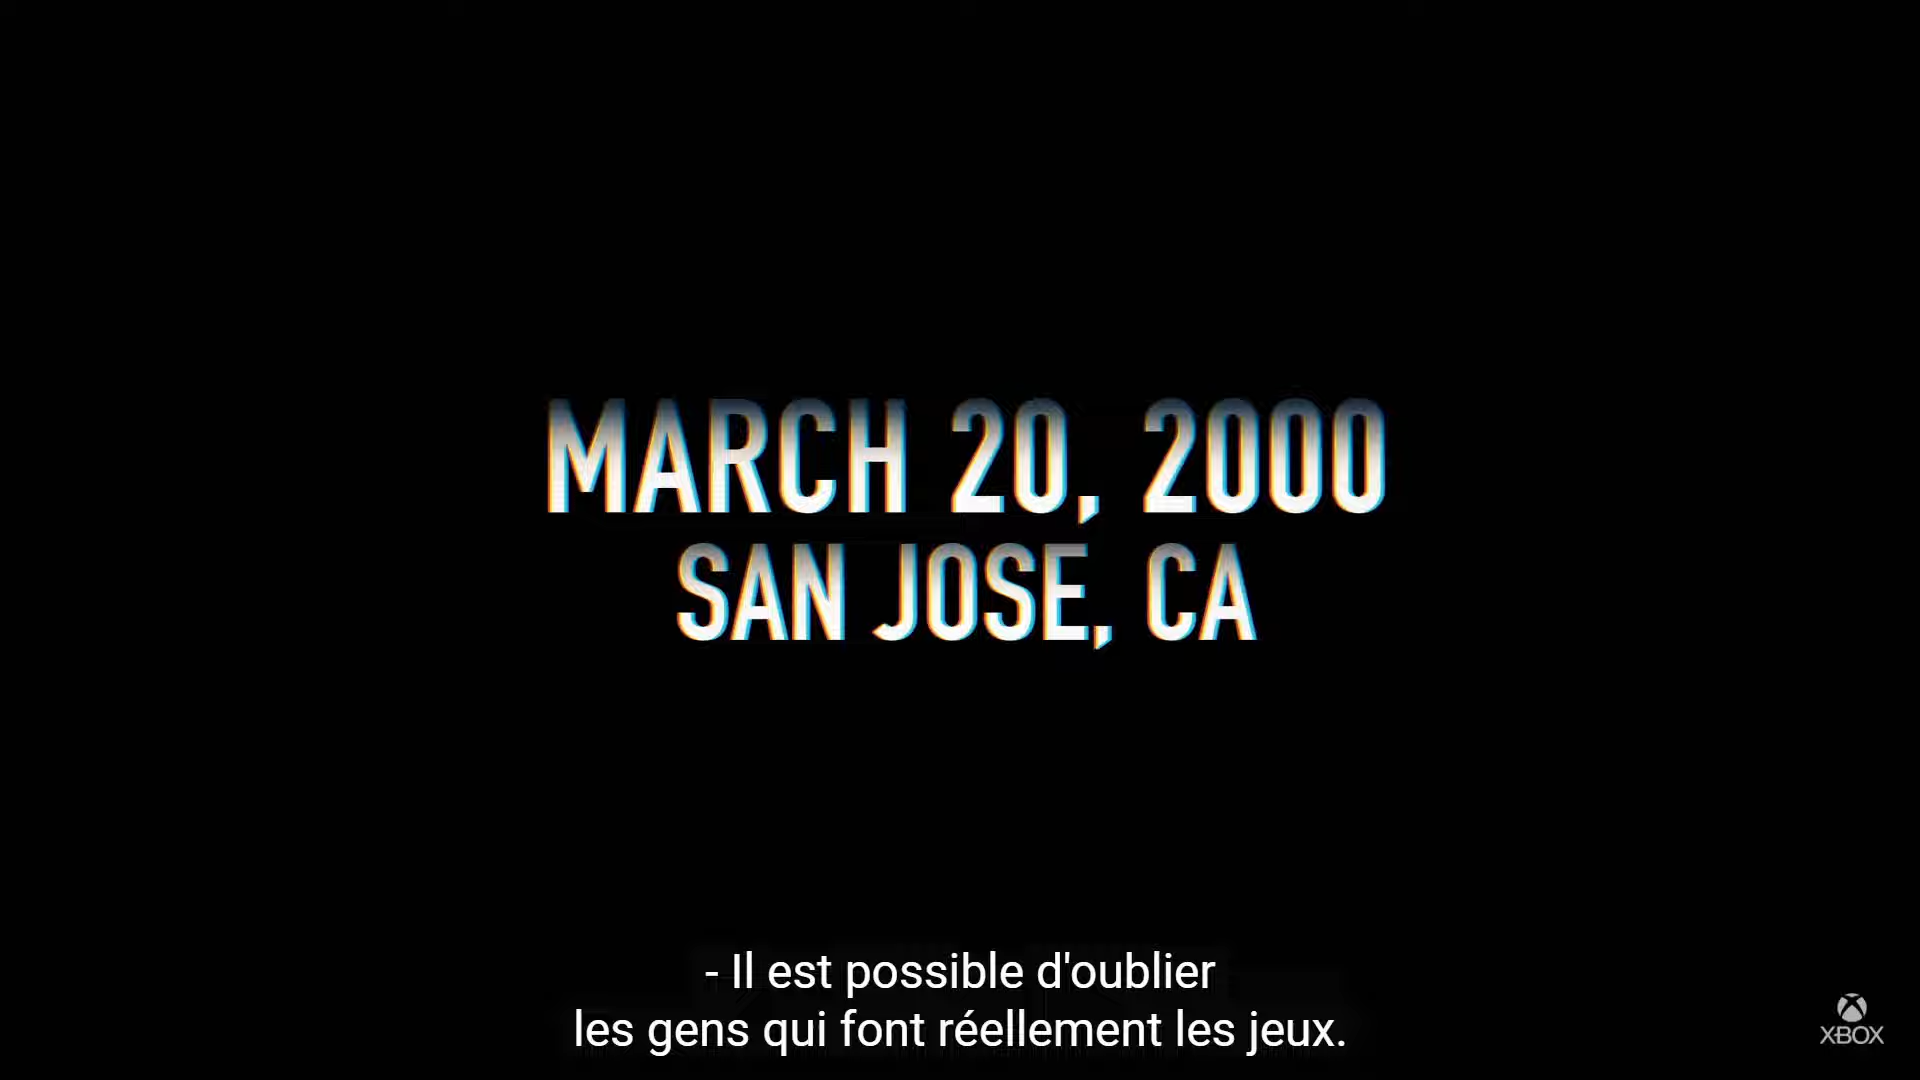 MARCH 20, 2000
SAN JOSE, CA
- Il est possible d'oublier
les gens qui font réellement les jeux.
XBOX